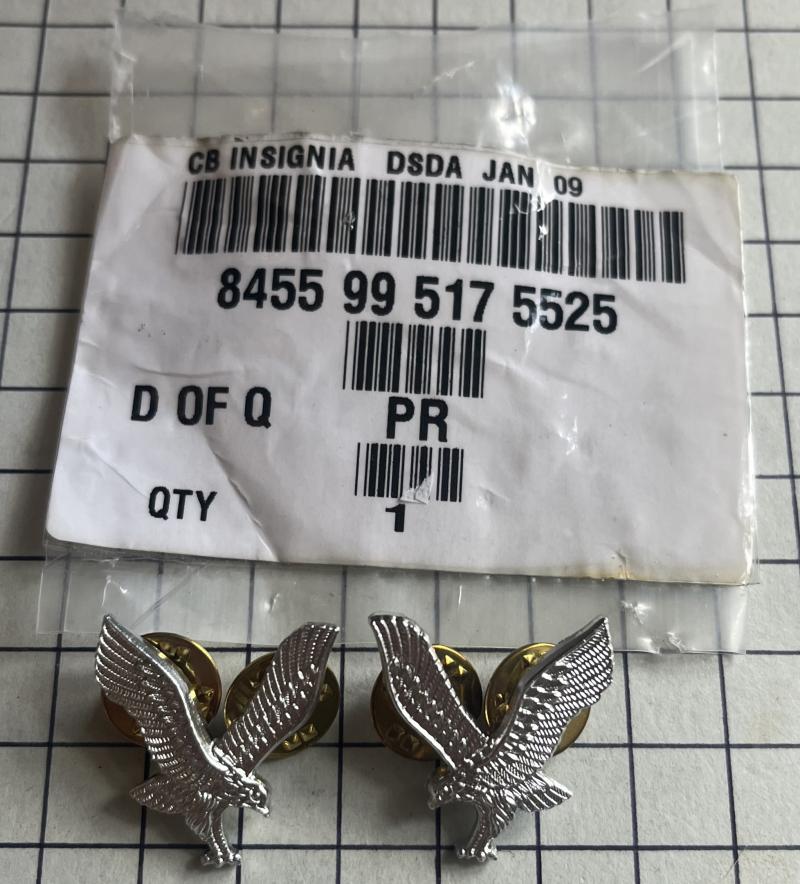 CB INSIGNIA DSDA JAN 09
8455 99 517 5525
D OF Q PR
QTY 1